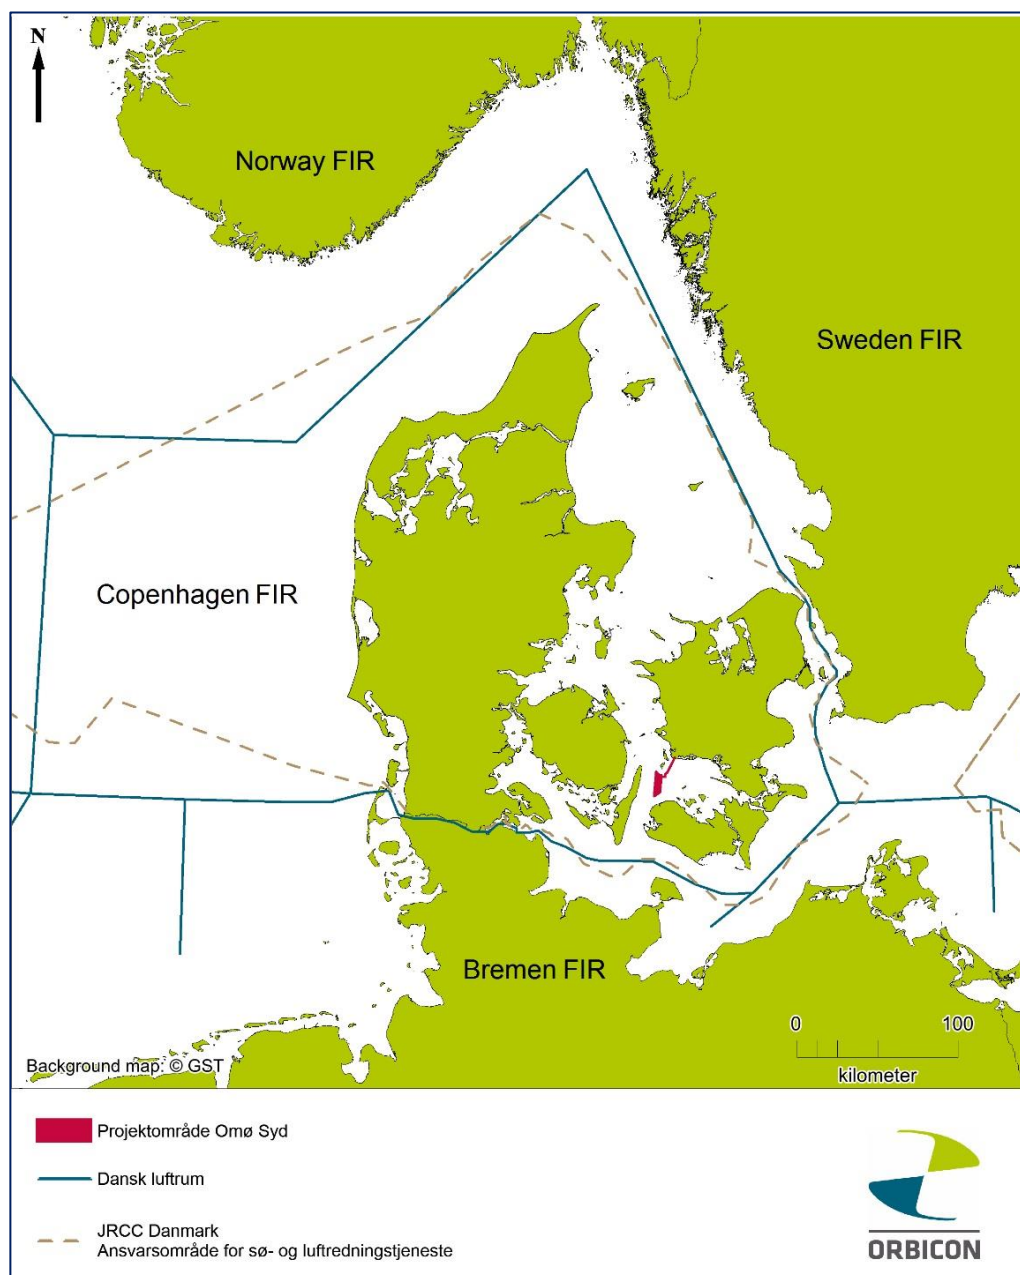 N
Norway FIR
Sweden FIR
Copenhagen FIR
Bremen FIR
0 100
kilometer
Background map: © GST
Projektområde Omø Syd
Dansk luftrum
JRCC Danmark
Ansvarsområde for sø- og luftredningstjeneste
ORBICON